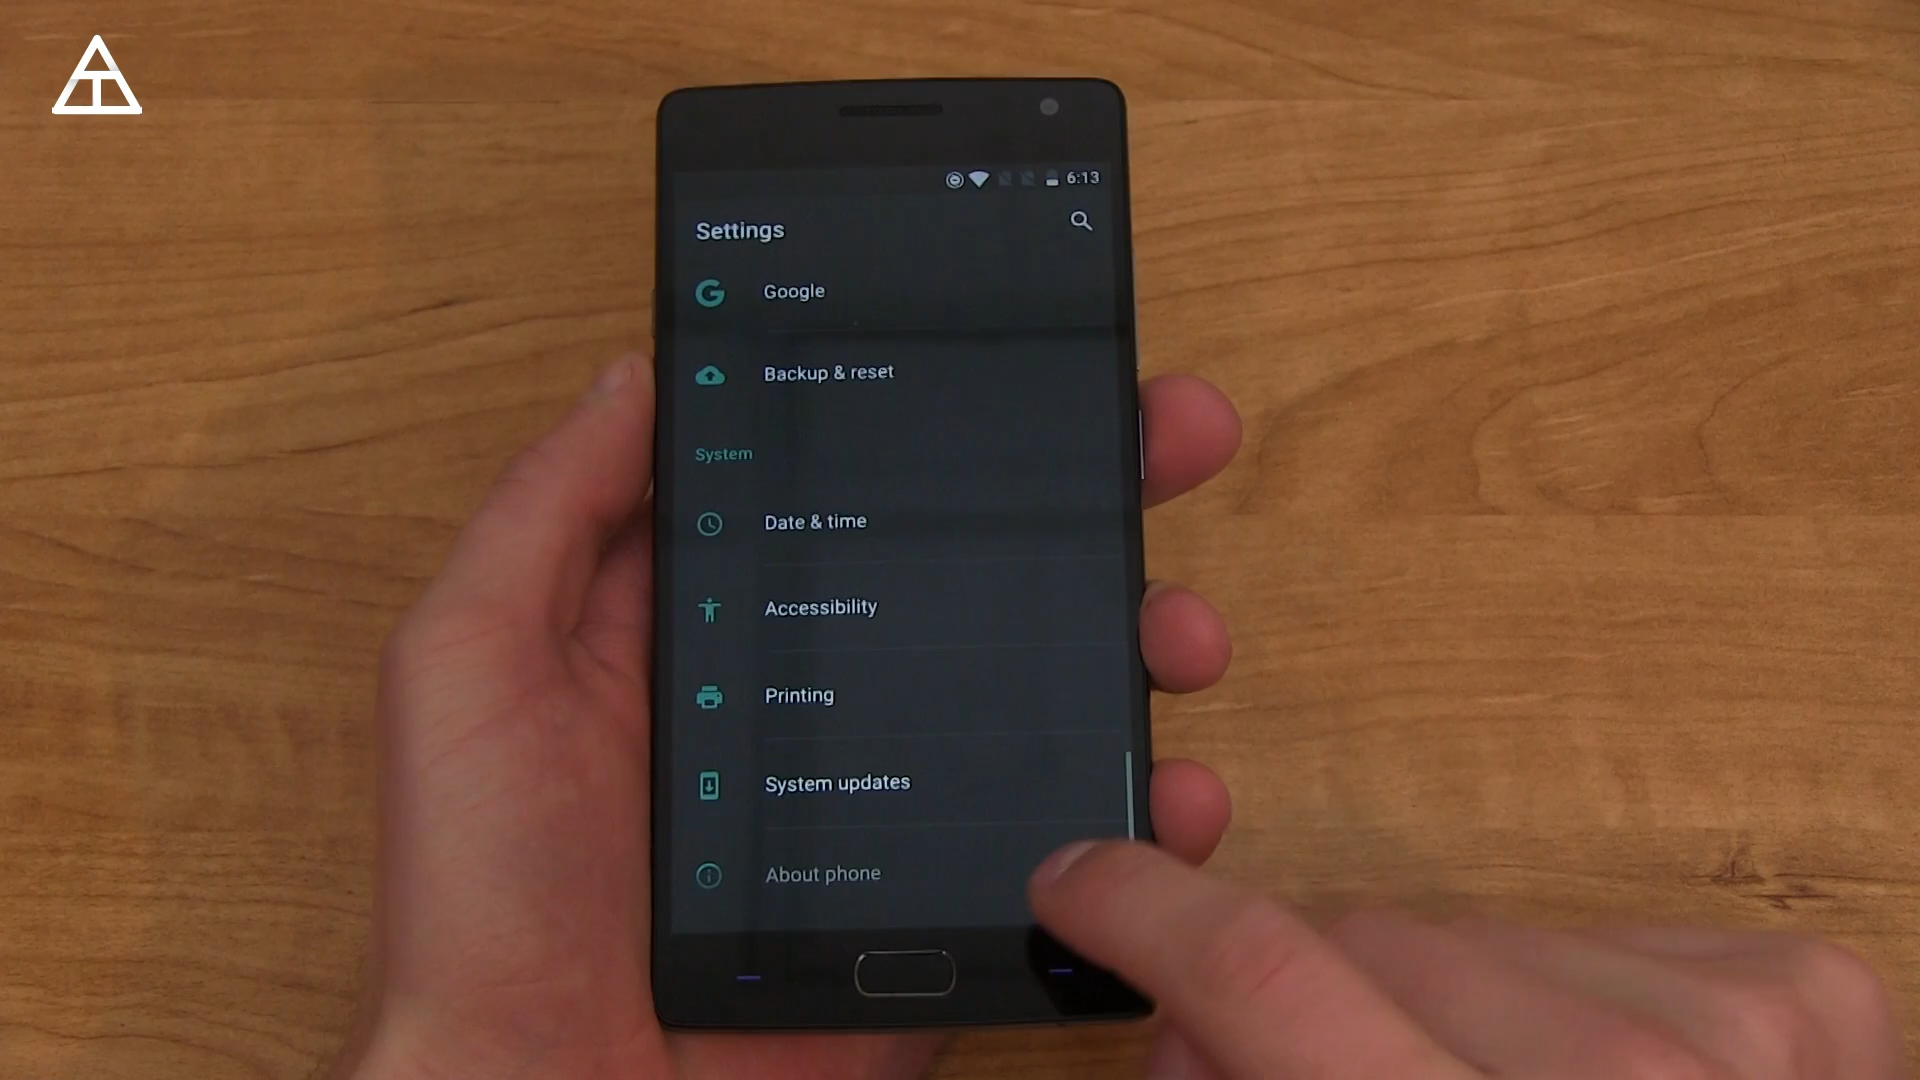 6:13
Settings
Google
Backup & reset
System
Date & time
Accessibility
Printing
System updates
About phone